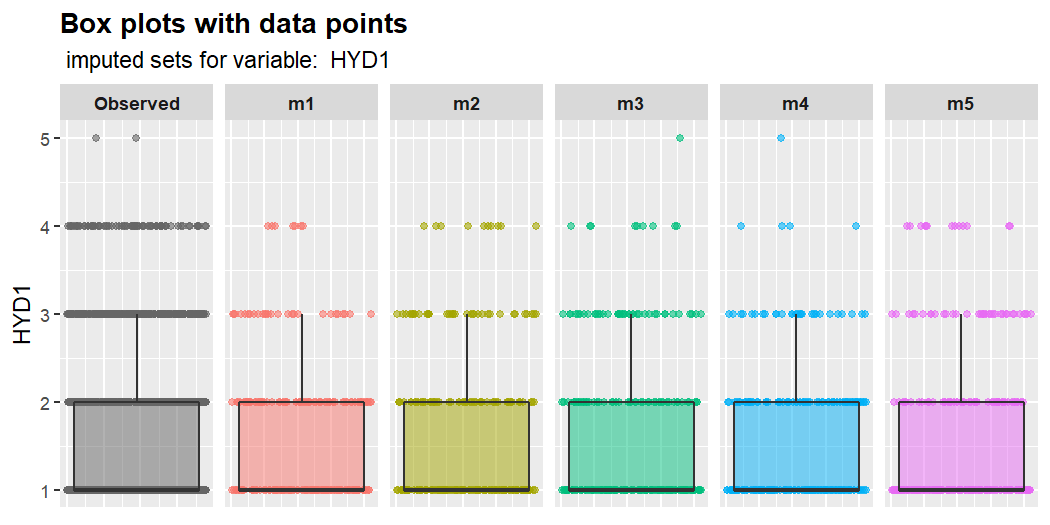 Box plots with data points
imputed sets for variable:  HYD1
Observed m1 m2 m3 m4 m5
5
4
3
2
1
HYD1